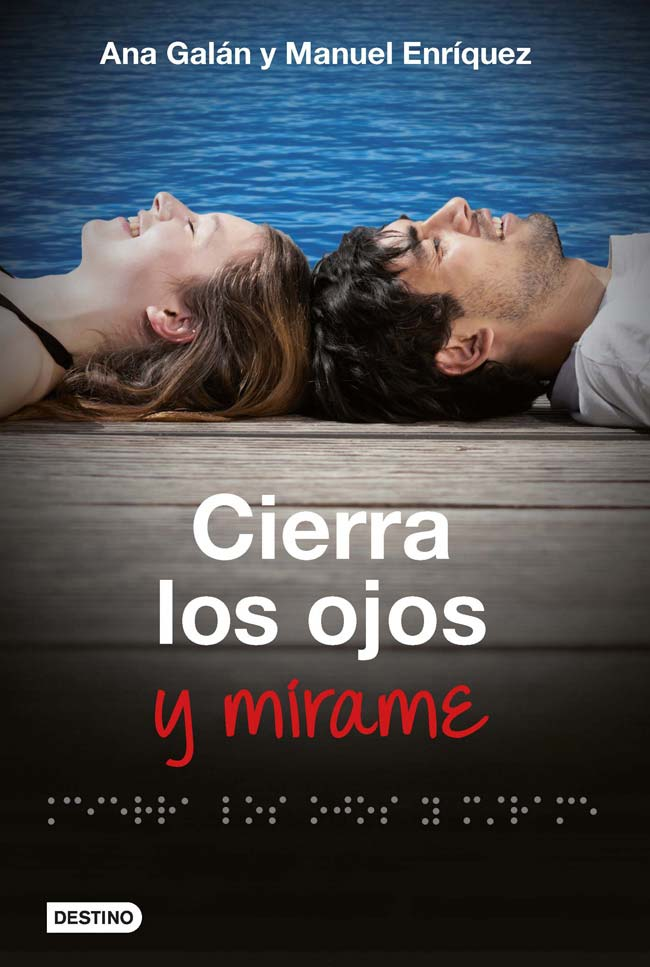 Ana Galán y Manuel Enríquez
Cierra
los ojos
y mírame
DESTINO